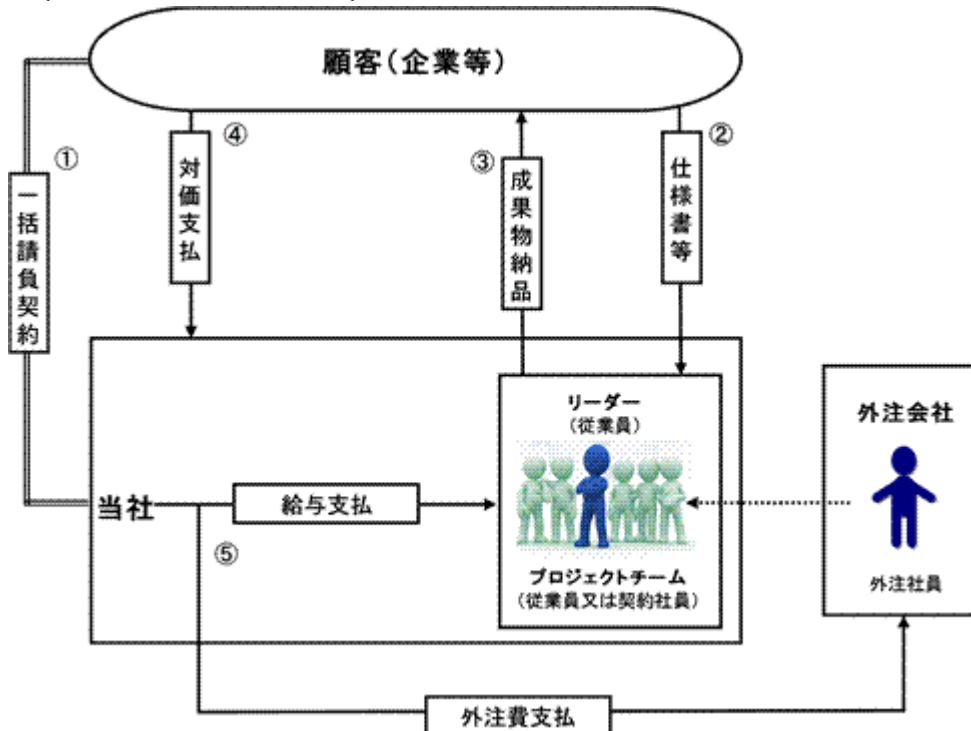 顧客(企業等)
①
一括請負契約
④
対価支払
③
成果物納品
②
仕様書等
リーダー
(従業員)
プロジェクトチーム
(従業員又は契約社員)
当社
給与支払
⑤
外注会社
外注社員
外注費支払